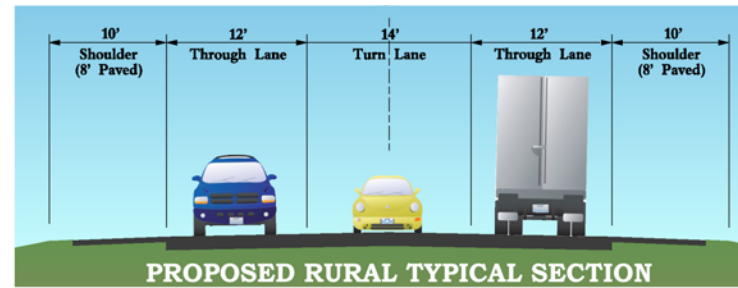 10' 12' 14' 12' 10'
Shoulder Through Lane Turn Lane Through Lane Shoulder
(8' Paved) (8' Paved)
PROPOSED RURAL TYPICAL SECTION